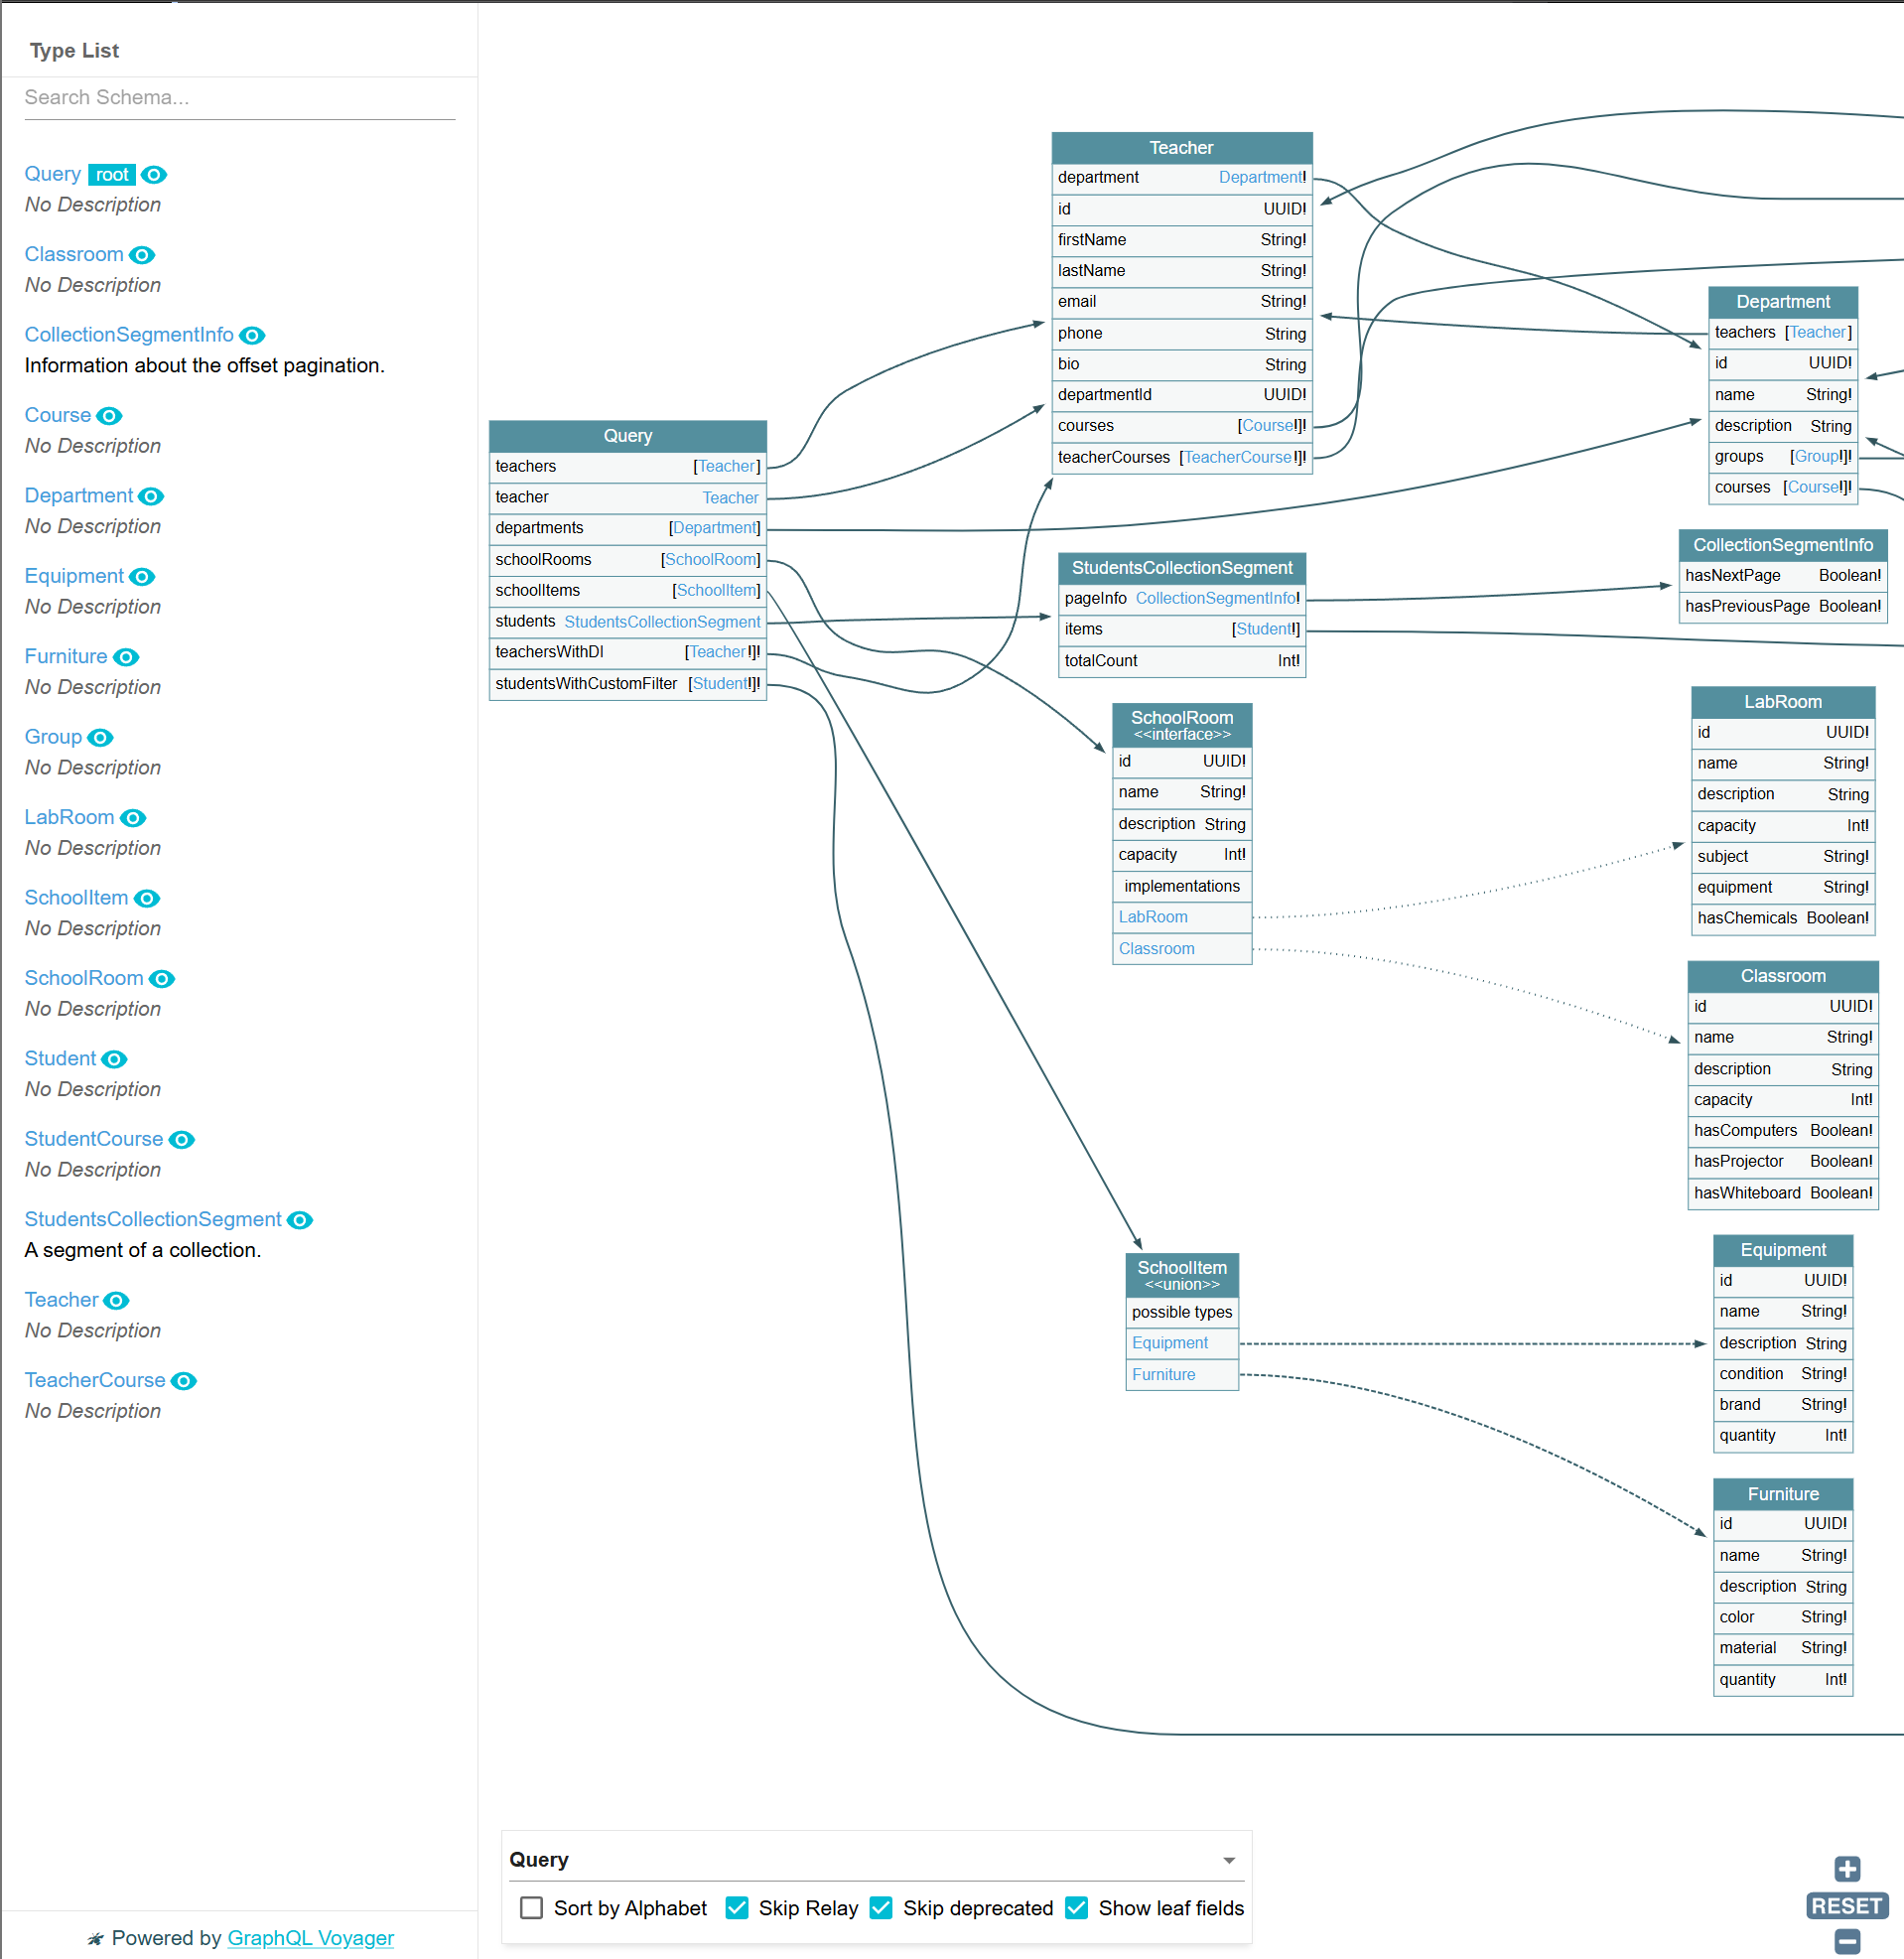 Type List
Search Schema...
Query root
No Description
Classroom
No Description
CollectionSegmentInfo
Information about the offset pagination.
Course
No Description
Department
No Description
Equipment
No Description
Furniture
No Description
Group
No Description
LabRoom
No Description
SchoolItem
No Description
SchoolRoom
No Description
Student
No Description
StudentCourse
No Description
StudentsCollectionSegment
A segment of a collection.
Teacher
No Description
TeacherCourse
No Description
Powered by GraphQL Voyager
Query
teachers [Teacher]
teacher Teacher
departments [Department]
schoolRooms [SchoolRoom]
schoolItems [SchoolItem]
students StudentsCollectionSegment
teachersWithDI [Teacher!]!
studentsWithCustomFilter [Student!]!
Teacher
department Department!
id UUID!
firstName String!
lastName String!
email String!
phone String
bio String
departmentId UUID!
courses [Course!]!
teacherCourses [TeacherCourse!]!
StudentsCollectionSegment
pageInfo CollectionSegmentInfo!
items [Student!]
totalCount Int!
SchoolRoom
<<interface>>
id UUID!
name String!
description String
capacity Int!
implementations
LabRoom
Classroom
SchoolItem
<<union>>
possible types
Equipment
Furniture
Department
teachers [Teacher]
id UUID!
name String!
description String
groups [Group!]!
courses [Course!]!
CollectionSegmentInfo
hasNextPage Boolean!
hasPreviousPage Boolean!
LabRoom
id UUID!
name String!
description String
capacity Int!
subject String!
equipment String!
hasChemicals Boolean!
Classroom
id UUID!
name String!
description String
capacity Int!
hasComputers Boolean!
hasProjector Boolean!
hasWhiteboard Boolean!
Equipment
id UUID!
name String!
description String
condition String!
brand String!
quantity Int!
Furniture
id UUID!
name String!
description String
color String!
material String!
quantity Int!
Query
Sort by Alphabet Skip Relay Skip deprecated Show leaf fields
RESET